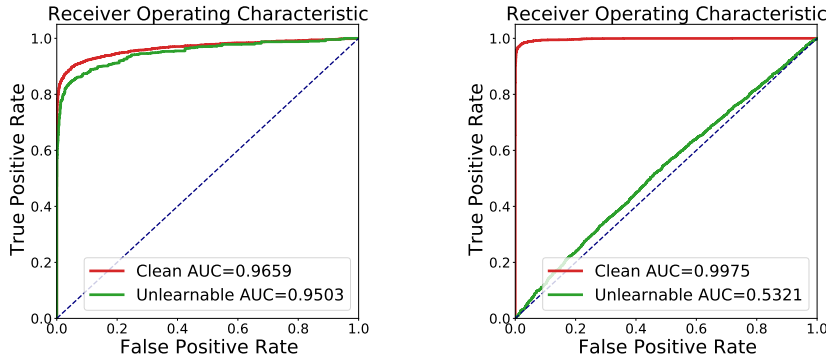 Receiver Operating Characteristic
True Positive Rate
1.0
0.8
0.6
0.4
0.2
0.0
Clean AUC=0.9659
Unlearnable AUC=0.9503
0.0 0.2 0.4 0.6 0.8 1.0
False Positive Rate
Receiver Operating Characteristic
True Positive Rate
1.0
0.8
0.6
0.4
0.2
0.0
Clean AUC=0.9975
Unlearnable AUC=0.5321
0.0 0.2 0.4 0.6 0.8 1.0
False Positive Rate